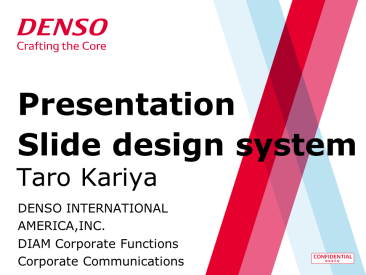 DENSO
Crafting the Core
Presentation
Slide design system
Taro Kariya
DENSO INTERNATIONAL
AMERICA,INC.
DIAM Corporate Functions
Corporate Communications
CONFIDENTIAL